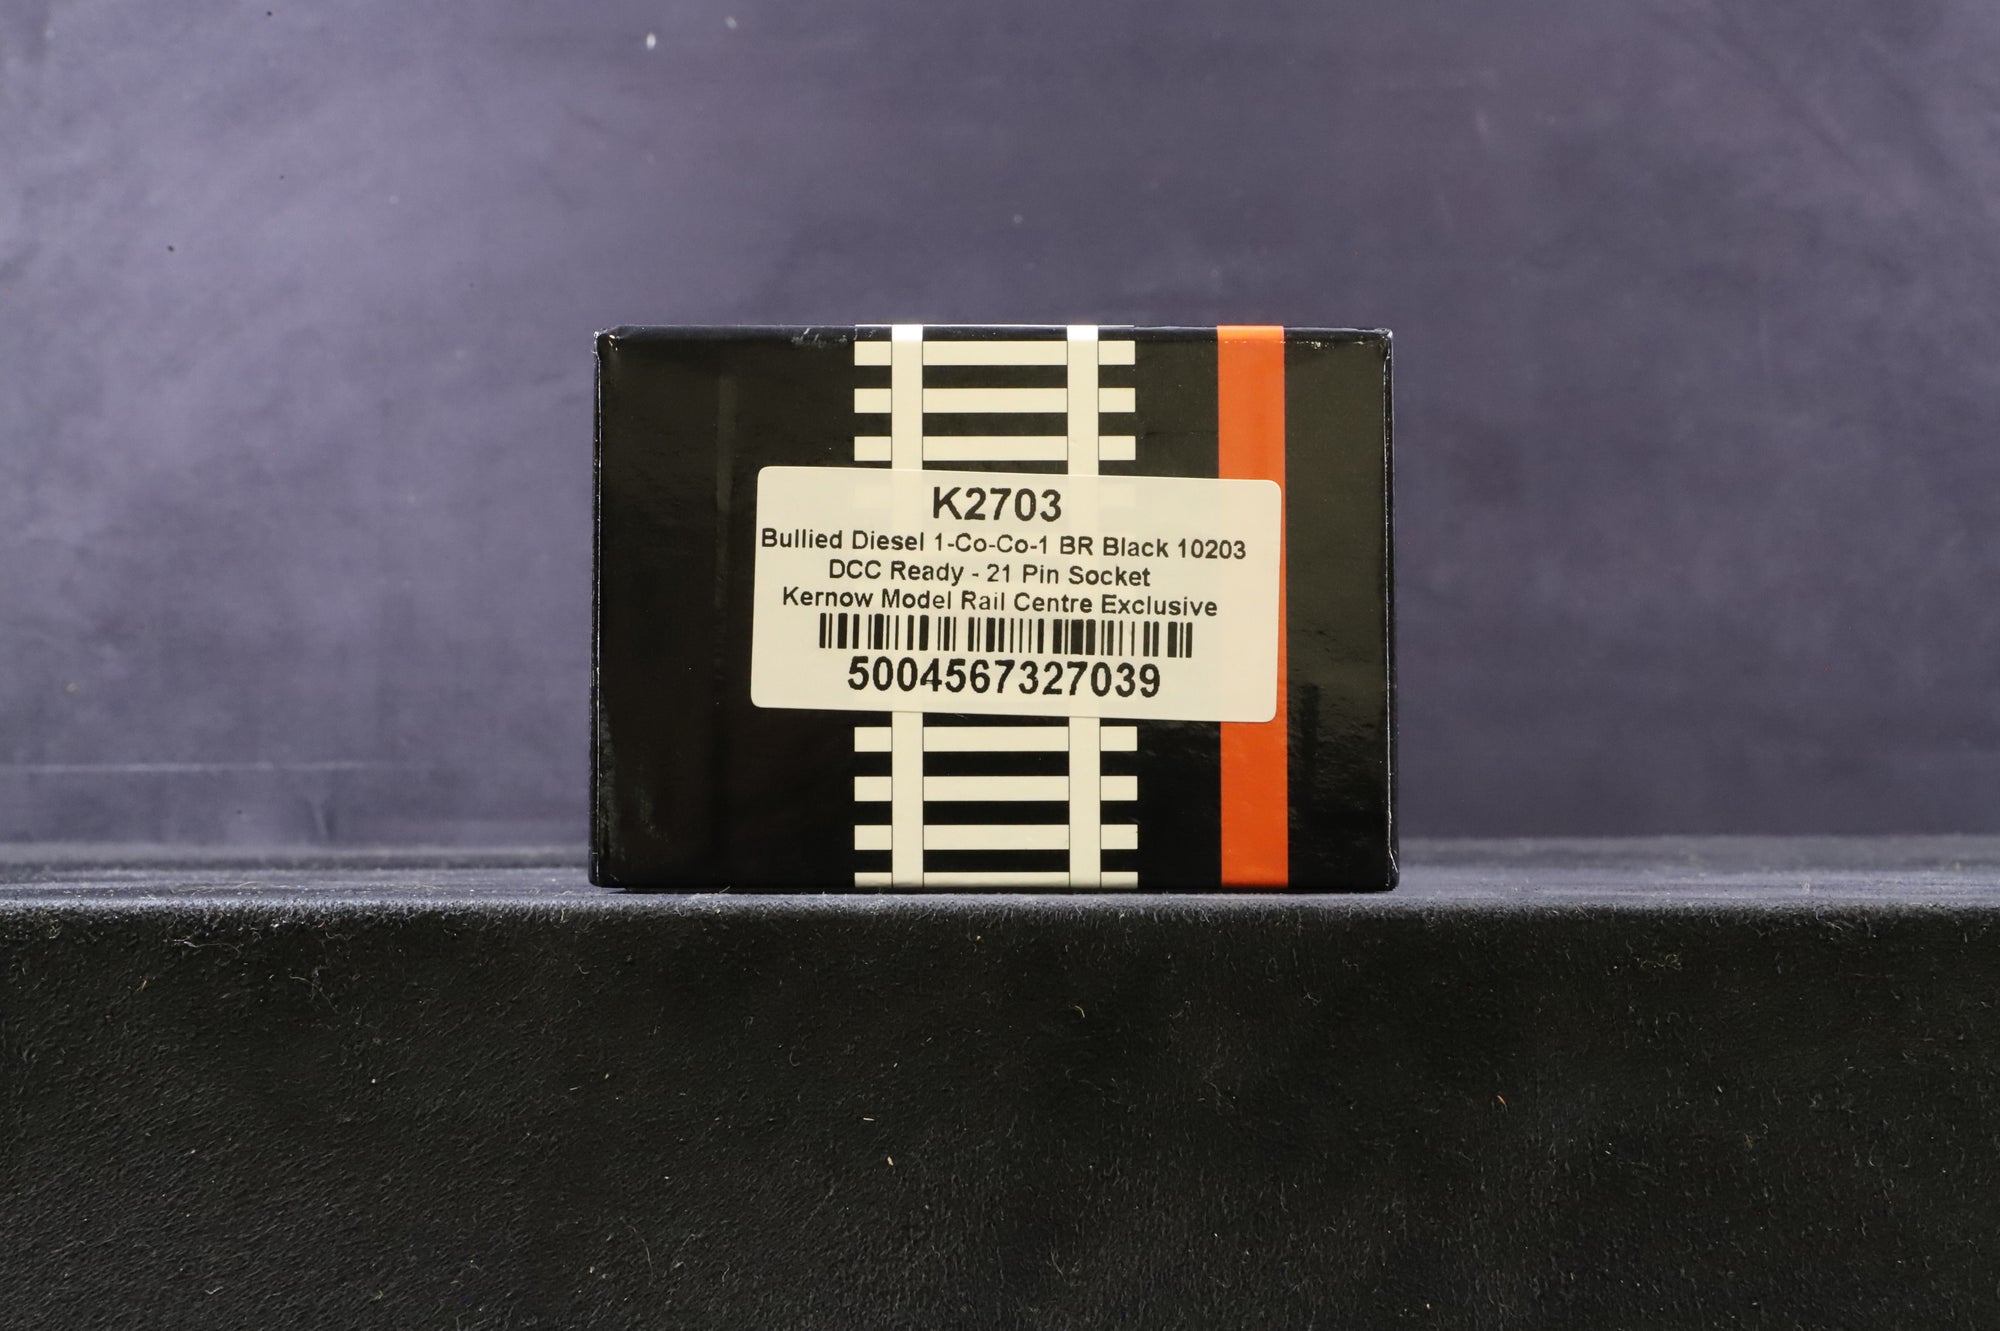 K2703
Bullied Diesel 1-Co-Co-1 BR Black 10203
DCC Ready - 21 Pin Socket
Kernow Model Rail Centre Exclusive
5004567327039